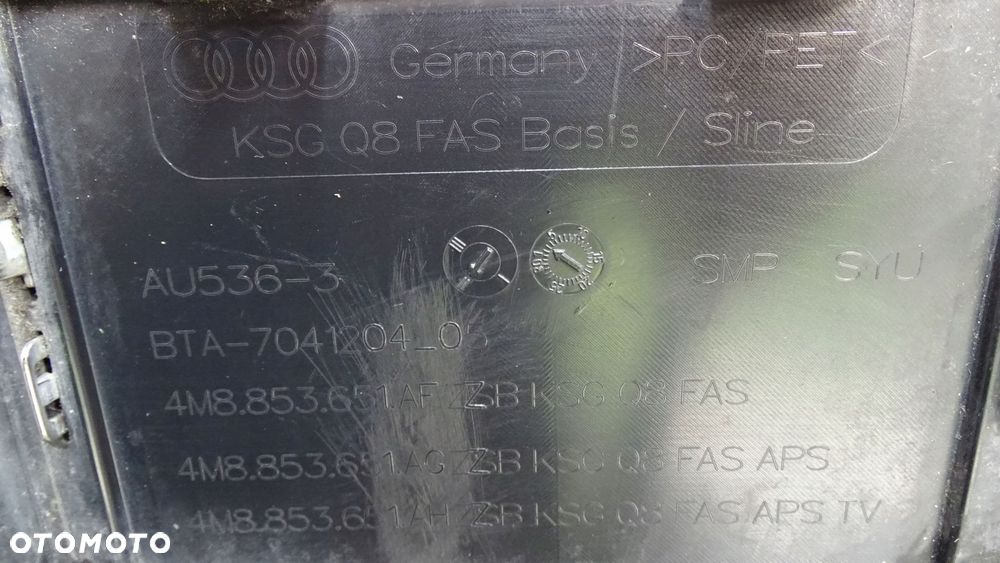 Germany >PC/PET<
KSG Q8 FAS Basis / Sline
AU536-3 SMP SYU
BTA-7041204_05
4M8.853.651.AF ZSB KSG Q8 FAS
4M8.853.651.AG ZSB KSG Q8 FAS APS
4M8.853.651.AH ZSB KSG Q8 FAS APS TV
OTOMOTO